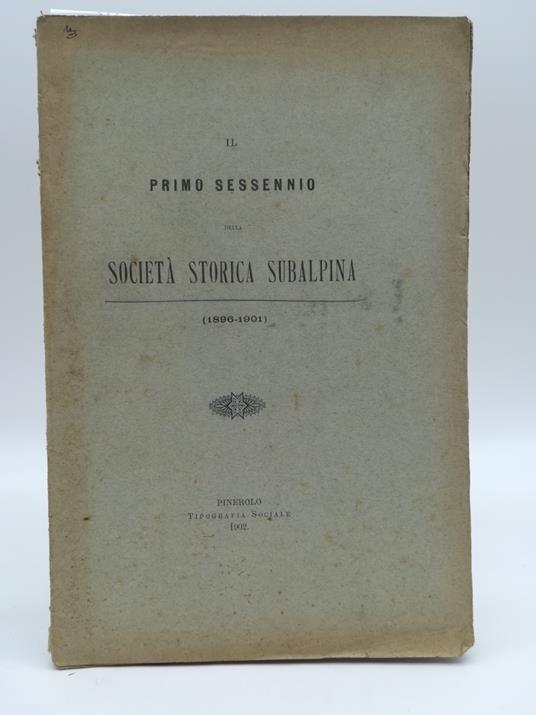 IL
PRIMO SESSENNIO
DELLA
SOCIETÀ STORICA SUBALPINA
(1896-1901)
PINEROLO
TIPOGRAFIA SOCIALE
1902.